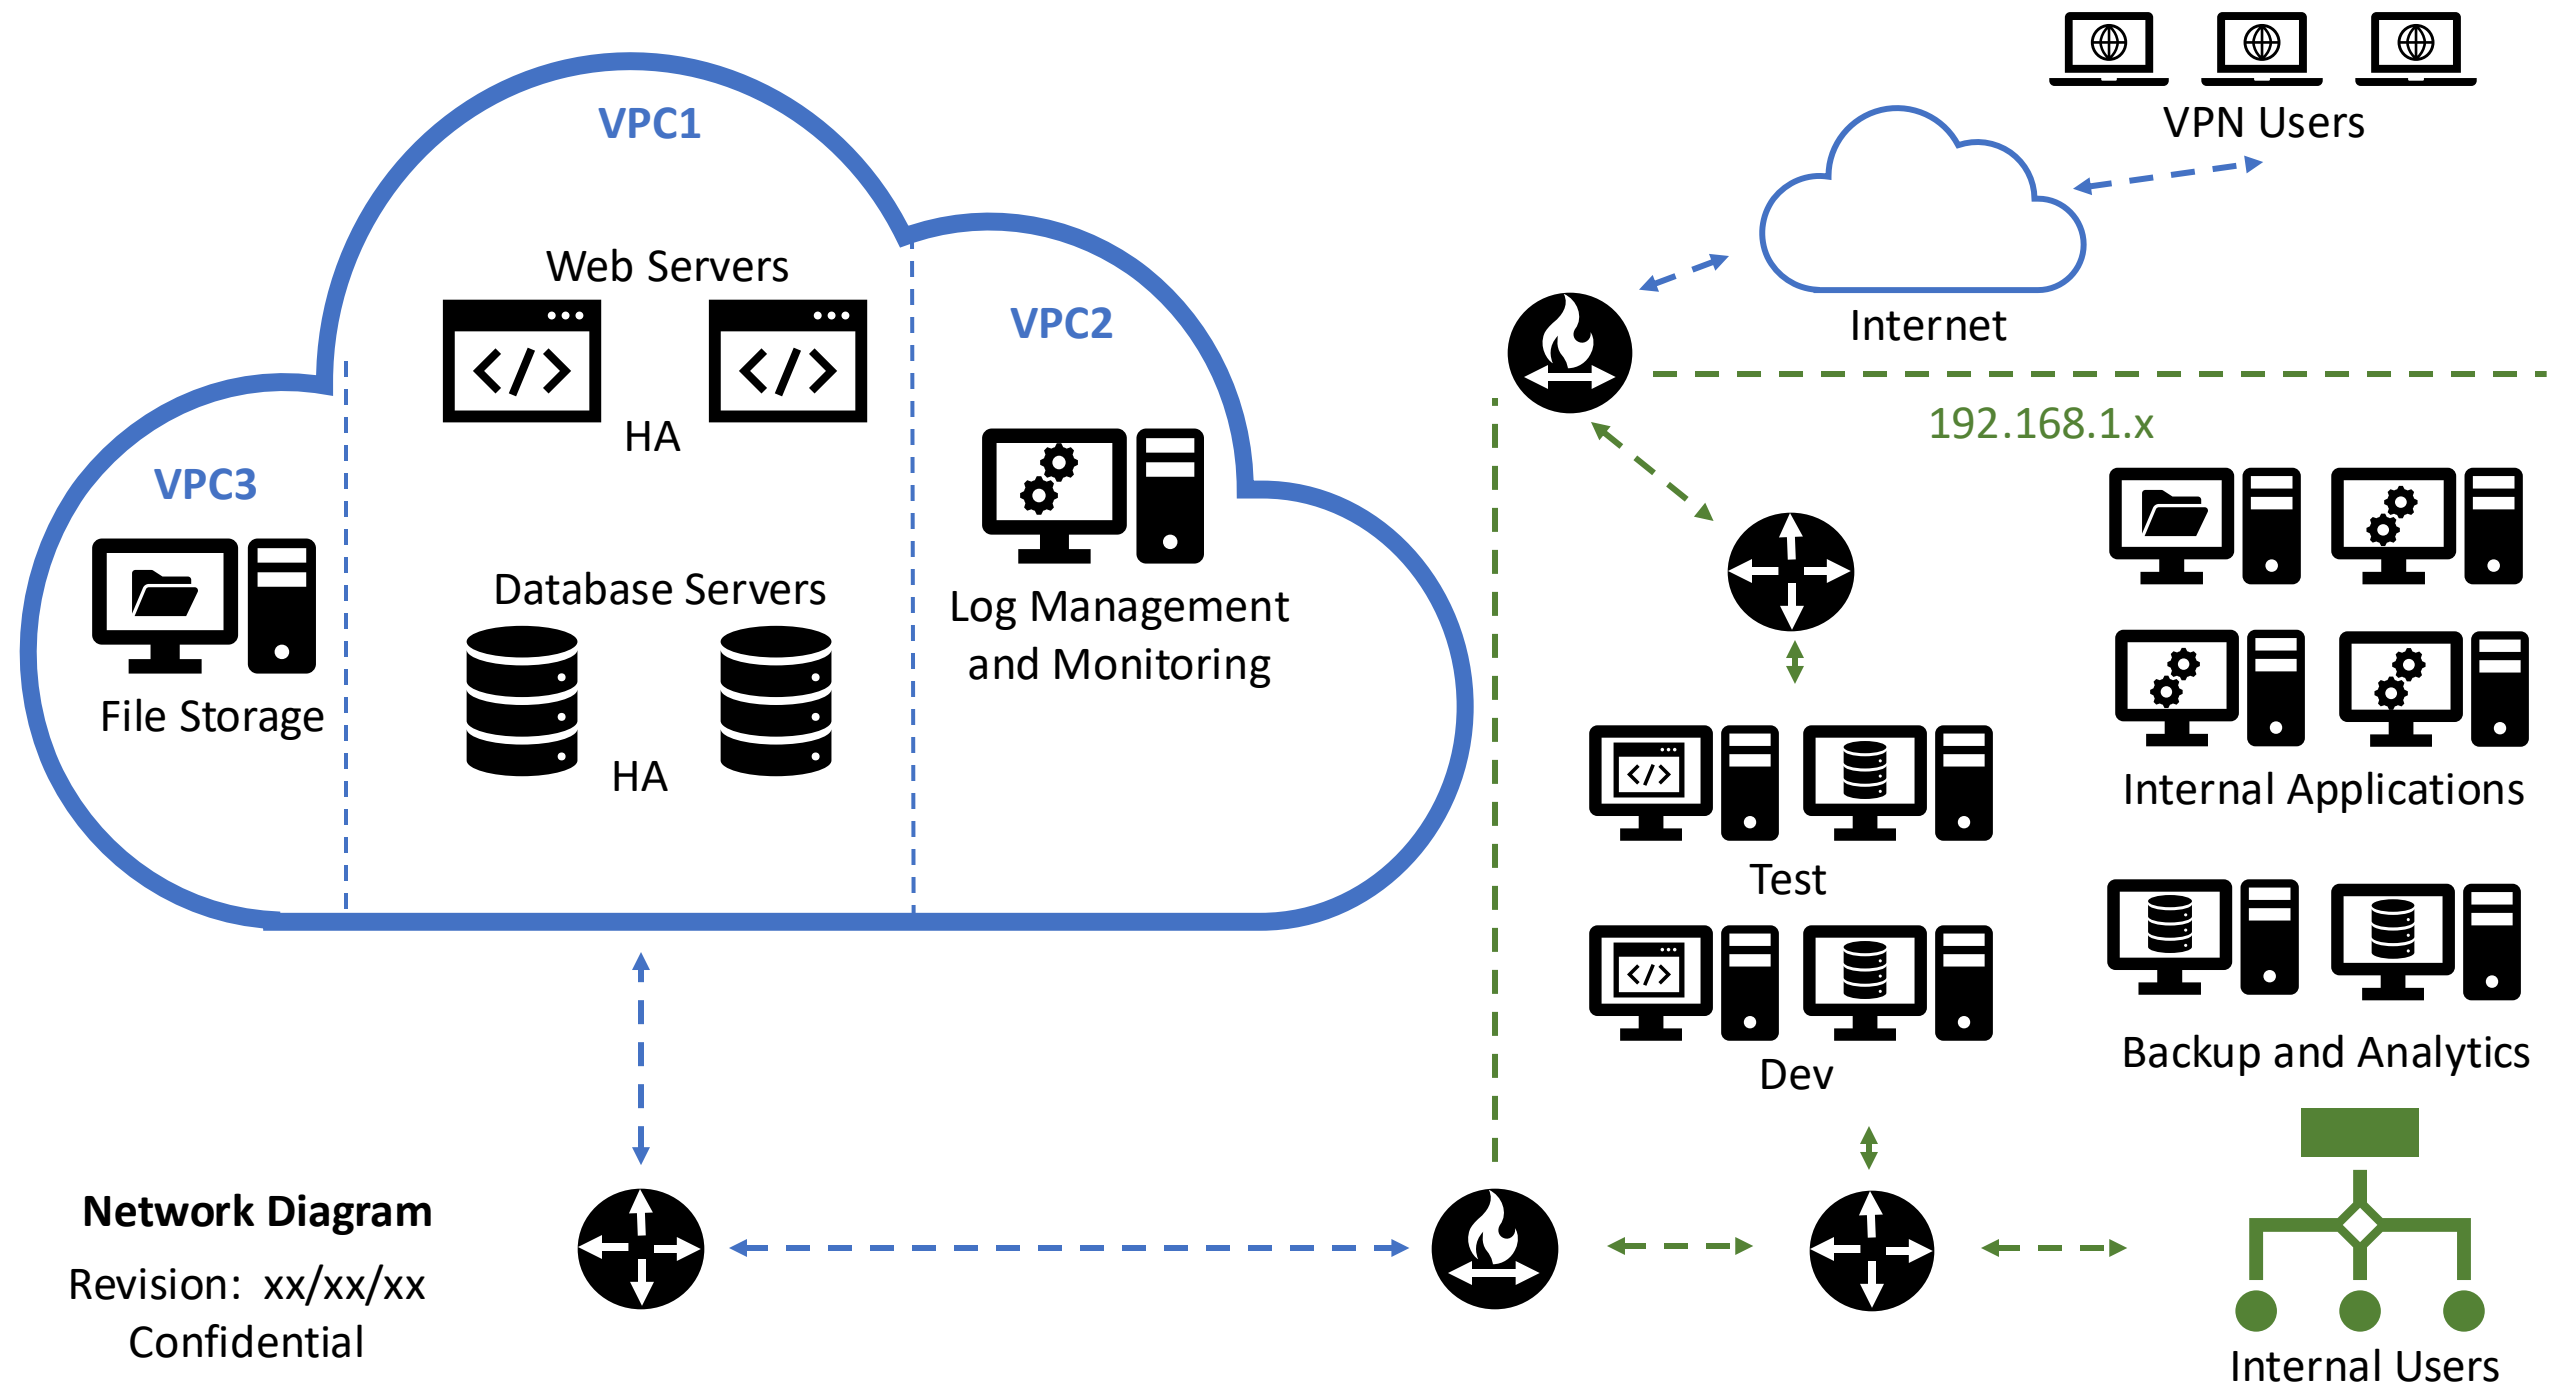 VPN Users
VPC1
Web Servers
HA
VPC2
Internet
192.168.1.x
VPC3
File Storage
Database Servers
HA
Log Management
and Monitoring
Internal Applications
Test
Dev
Backup and Analytics
Network Diagram
Revision:  xx/xx/xx
Confidential
Internal Users